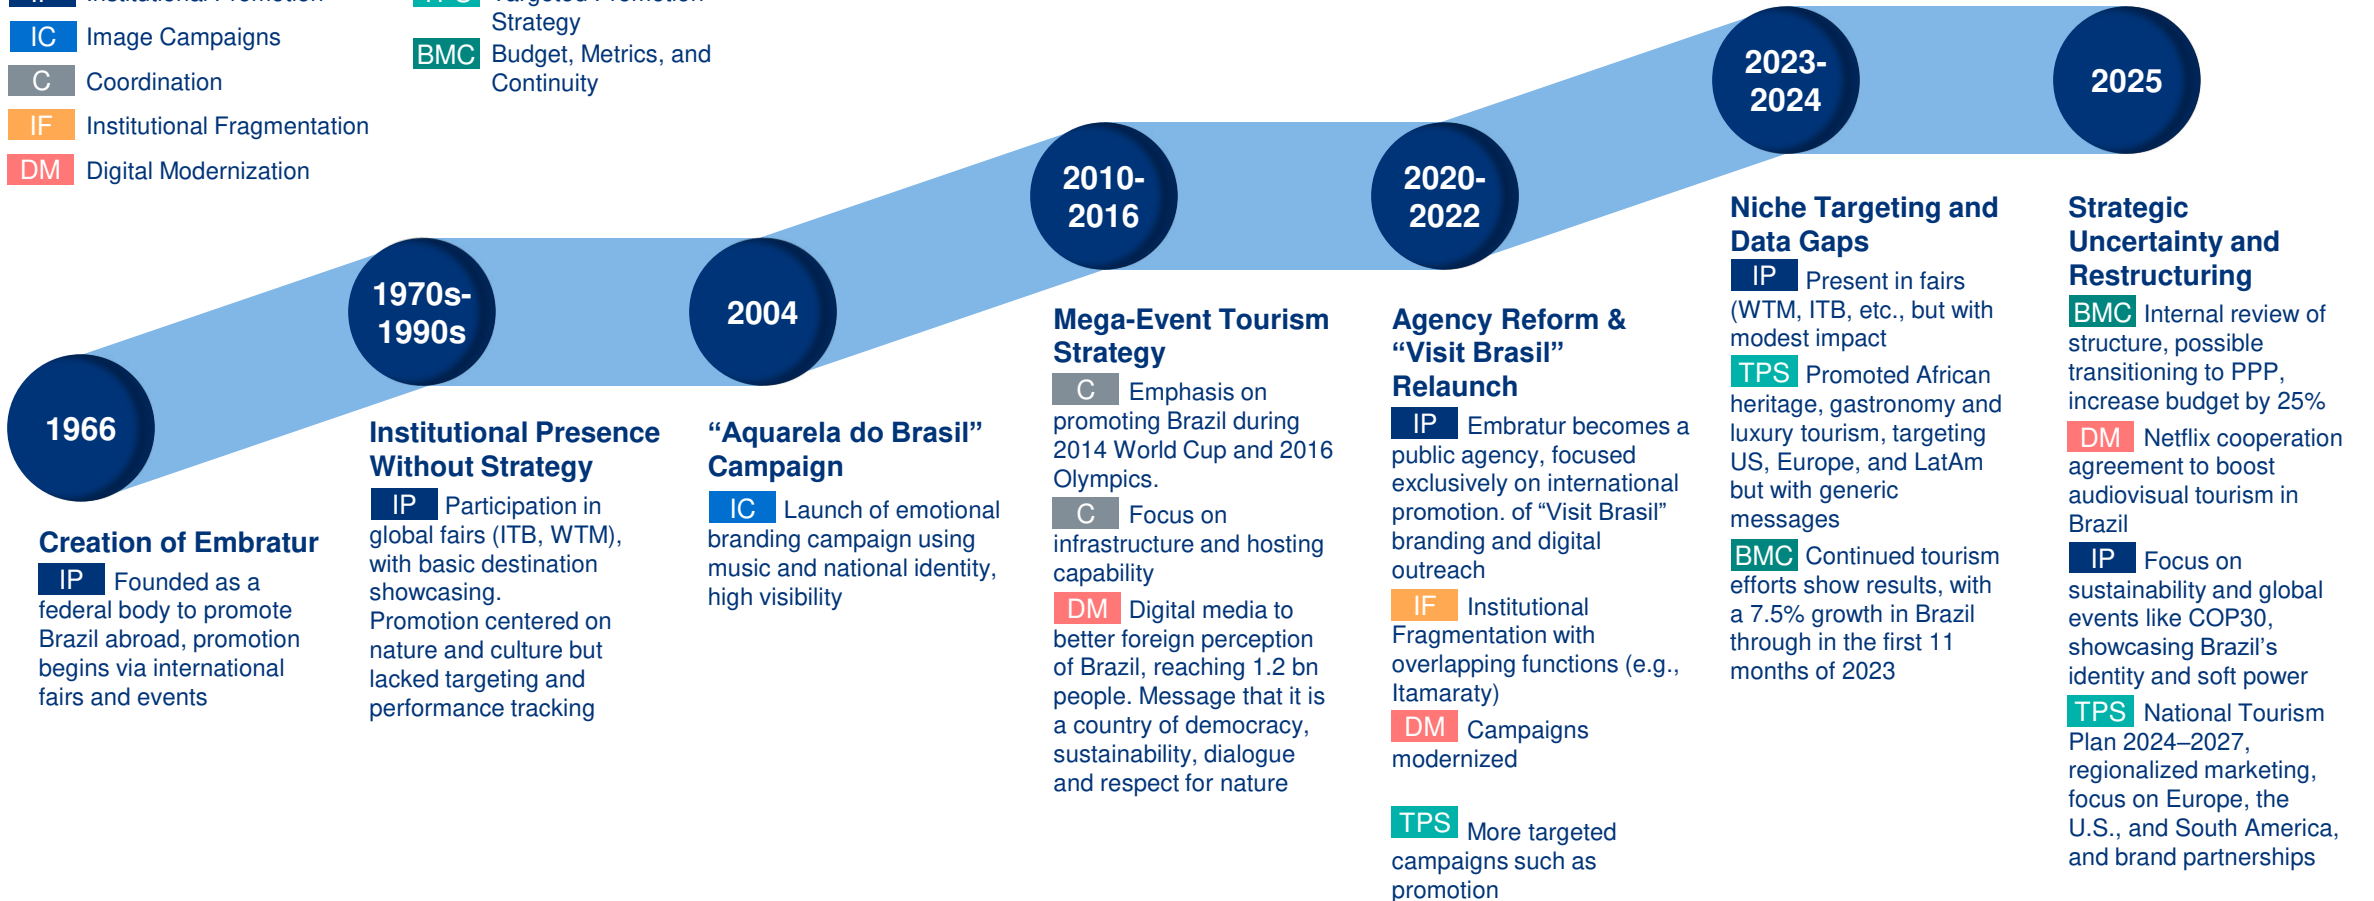 IP Institutional Promotion
IC Image Campaigns
C Coordination
IF Institutional Fragmentation
DM Digital Modernization
TPS Targeted Promotion
Strategy
BMC Budget, Metrics, and
Continuity
1966
Creation of Embratur
IP Founded as a
federal body to promote
Brazil abroad, promotion
begins via international
fairs and events
1970s-
1990s
Institutional Presence
Without Strategy
IP Participation in
global fairs (ITB, WTM),
with basic destination
showcasing.
Promotion centered on
nature and culture but
lacked targeting and
performance tracking
2004
“Aquarela do Brasil”
Campaign
IC Launch of emotional
branding campaign using
music and national identity,
high visibility
2010-
2016
Mega-Event Tourism
Strategy
C Emphasis on
promoting Brazil during
2014 World Cup and 2016
Olympics.
C Focus on
infrastructure and hosting
capability
DM Digital media to
better foreign perception
of Brazil, reaching 1.2 bn
people. Message that it is
a country of democracy,
sustainability, dialogue
and respect for nature
2020-
2022
Agency Reform &
“Visit Brasil”
Relaunch
IP Embratur becomes a
public agency, focused
exclusively on international
promotion. of “Visit Brasil”
branding and digital
outreach
IF Institutional
Fragmentation with
overlapping functions (e.g.,
Itamaraty)
DM Campaigns
modernized
TPS More targeted
campaigns such as
promotion
2023-
2024
Niche Targeting and
Data Gaps
IP Present in fairs
(WTM, ITB, etc., but with
modest impact
TPS Promoted African
heritage, gastronomy and
luxury tourism, targeting
US, Europe, and LatAm
but with generic
messages
BMC Continued tourism
efforts show results, with
a 7.5% growth in Brazil
through in the first 11
months of 2023
2025
Strategic
Uncertainty and
Restructuring
BMC Internal review of
structure, possible
transitioning to PPP,
increase budget by 25%
DM Netflix cooperation
agreement to boost
audiovisual tourism in
Brazil
IP Focus on
sustainability and global
events like COP30,
showcasing Brazil’s
identity and soft power
TPS National Tourism
Plan 2024–2027,
regionalized marketing,
focus on Europe, the
U.S., and South America,
and brand partnerships